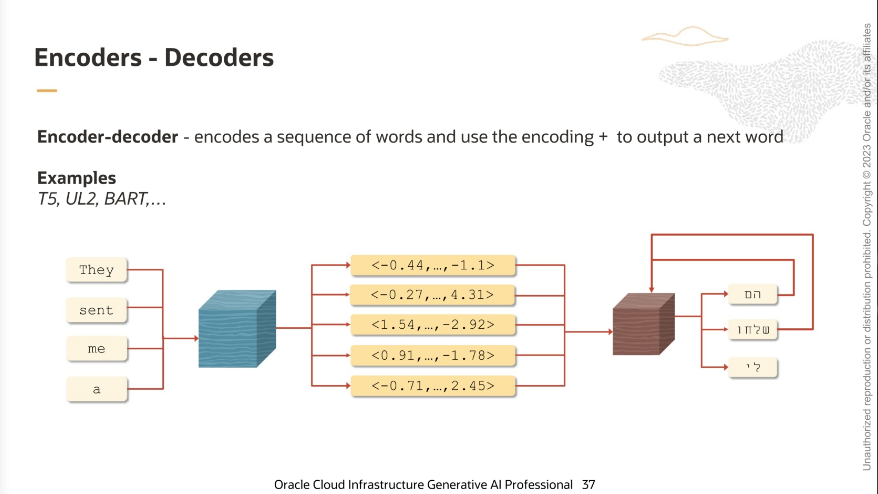 Encoders - Decoders
Encoder-decoder - encodes a sequence of words and use the encoding + to output a next word
Examples
T5, UL2, BART,...
They
sent
me
a
<-0.44,…,-1.1>
<-0.27,…,4.31>
<1.54,…,-2.92>
<0.91,…,-1.78>
<-0.71,…,2.45>
הם
שלחו
לי
Oracle Cloud Infrastructure Generative AI Professional 37
Unauthorized reproduction or distribution prohibited. Copyright © 2023 Oracle and/or its affiliates